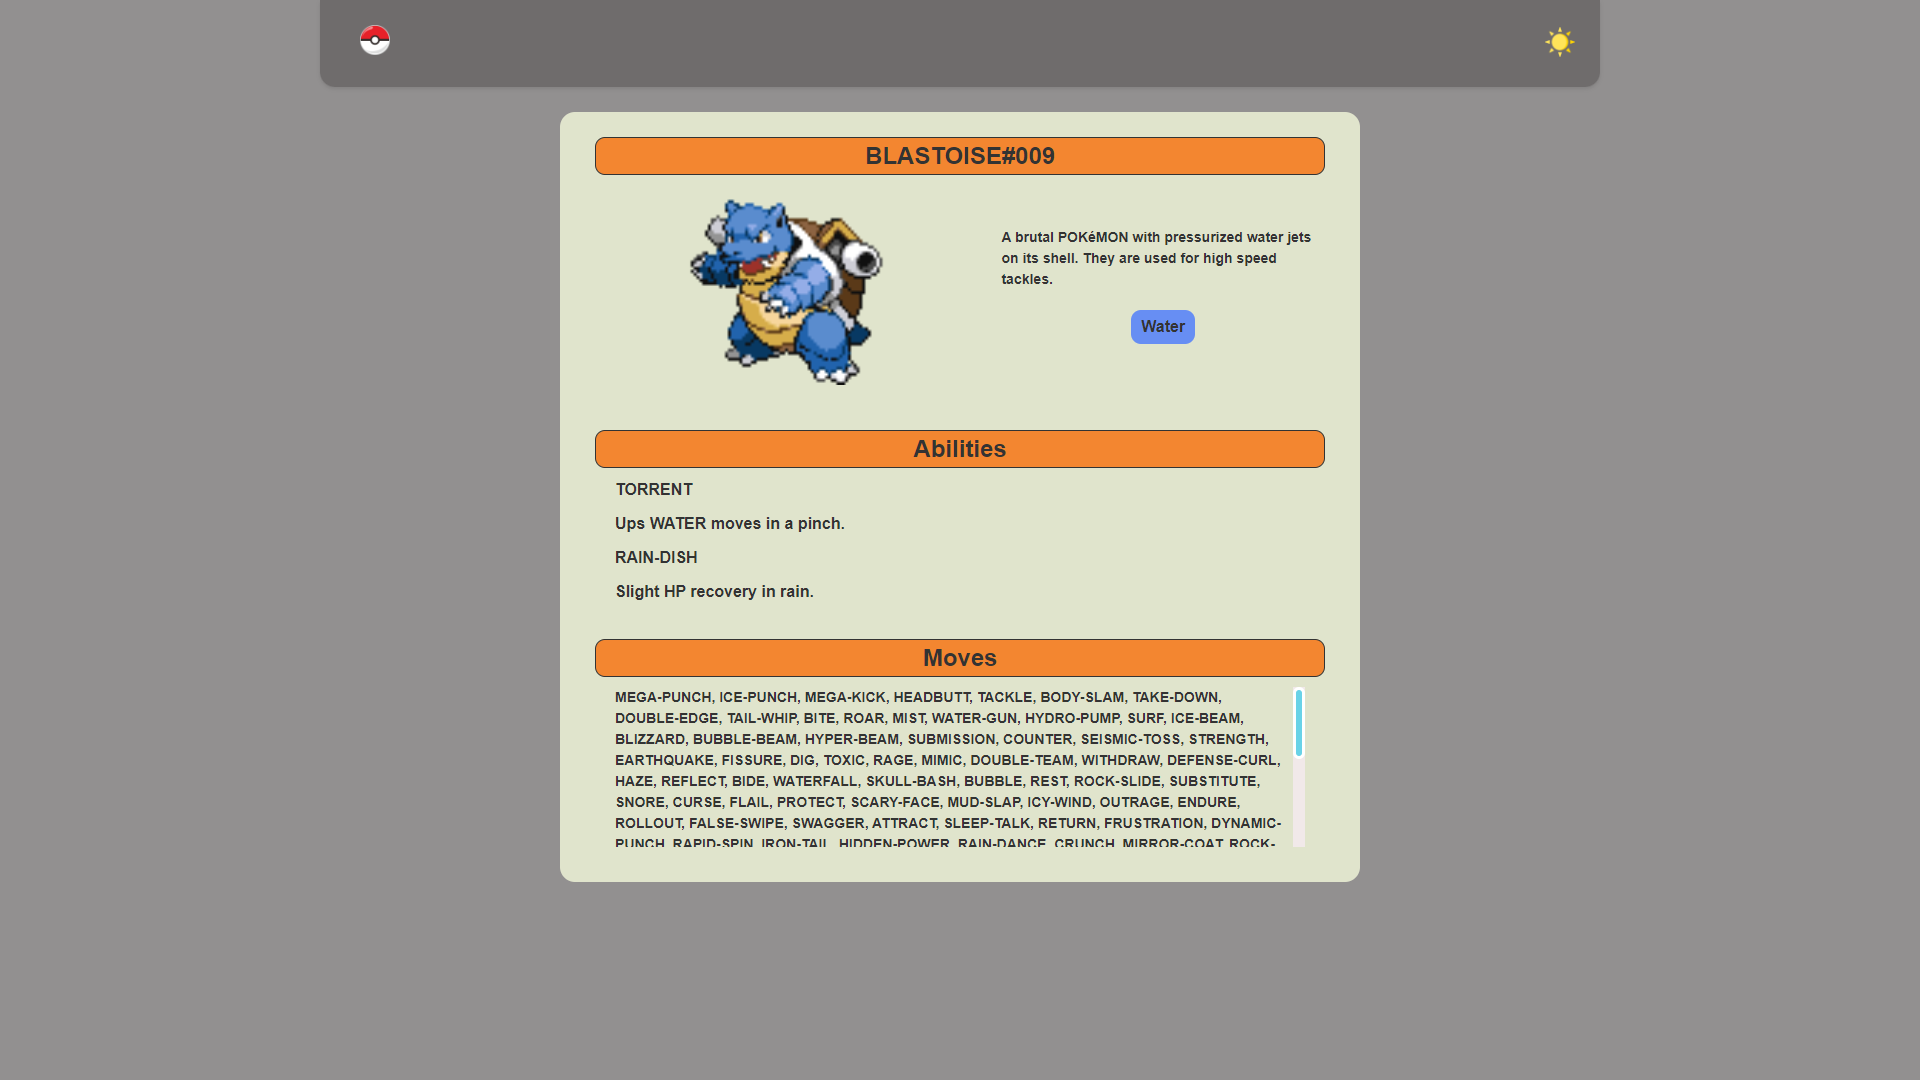 BLASTOISE#009
A brutal POKéMON with pressurized water jets
on its shell. They are used for high speed
tackles.
Water
Abilities
TORRENT
Ups WATER moves in a pinch.
RAIN-DISH
Slight HP recovery in rain.
Moves
MEGA-PUNCH, ICE-PUNCH, MEGA-KICK, HEADBUTT, TACKLE, BODY-SLAM, TAKE-DOWN,
DOUBLE-EDGE, TAIL-WHIP, BITE, ROAR, MIST, WATER-GUN, HYDRO-PUMP, SURF, ICE-BEAM,
BLIZZARD, BUBBLE-BEAM, HYPER-BEAM, SUBMISSION, COUNTER, SEISMIC-TOSS, STRENGTH,
EARTHQUAKE, FISSURE, DIG, TOXIC, RAGE, MIMIC, DOUBLE-TEAM, WITHDRAW, DEFENSE-CURL,
HAZE, REFLECT, BIDE, WATERFALL, SKULL-BASH, BUBBLE, REST, ROCK-SLIDE, SUBSTITUTE,
SNORE, CURSE, FLAIL, PROTECT, SCARY-FACE, MUD-SLAP, ICY-WIND, OUTRAGE, ENDURE,
ROLLOUT, FALSE-SWIPE, SWAGGER, ATTRACT, SLEEP-TALK, RETURN, FRUSTRATION, DYNAMIC-
PUNCH, RAPID-SPIN, IRON-TAIL, HIDDEN-POWER, RAIN-DANCE, CRUNCH, MIRROR-COAT, ROCK-